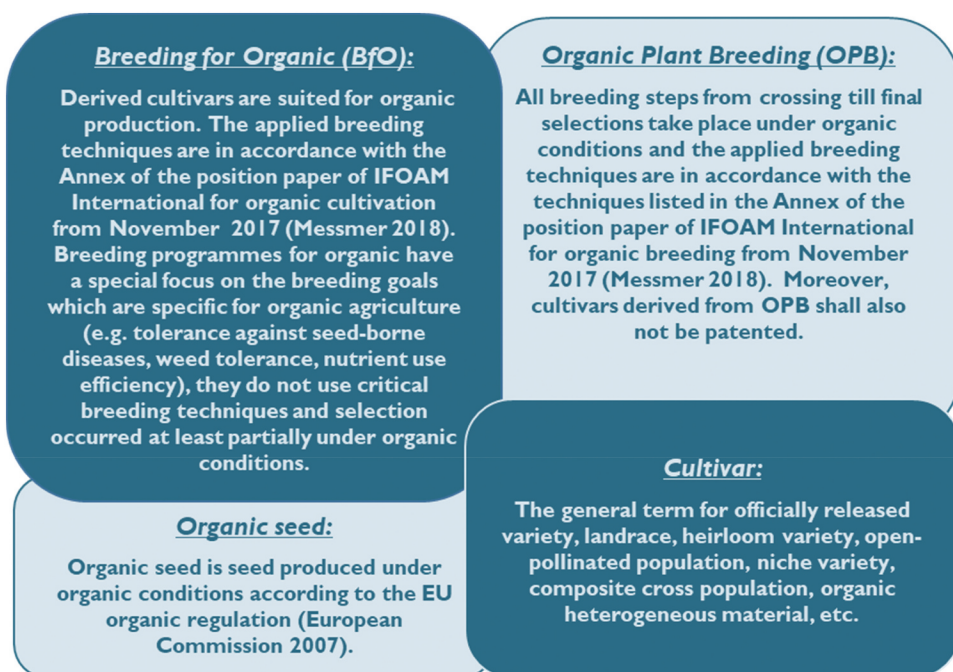 Breeding for Organic (BfO):
Derived cultivars are suited for organic
production. The applied breeding
techniques are in accordance with the
Annex of the position paper of IFOAM
International for organic cultivation
from November 2017 (Messmer 2018).
Breeding programmes for organic have
a special focus on the breeding goals
which are specific for organic agriculture
(e.g. tolerance against seed-borne
diseases, weed tolerance, nutrient use
efficiency), they do not use critical
breeding techniques and selection
occurred at least partially under organic
conditions.
Organic Plant Breeding (OPB):
All breeding steps from crossing till final
selections take place under organic
conditions and the applied breeding
techniques are in accordance with the
techniques listed in the Annex of the
position paper of IFOAM International
for organic breeding from November
2017 (Messmer 2018). Moreover,
cultivars derived from OPB shall also
not be patented.
Organic seed:
Organic seed is seed produced under
organic conditions according to the EU
organic regulation (European
Commission 2007).
Cultivar:
The general term for officially released
variety, landrace, heirloom variety, open-
pollinated population, niche variety,
composite cross population, organic
heterogeneous material, etc.